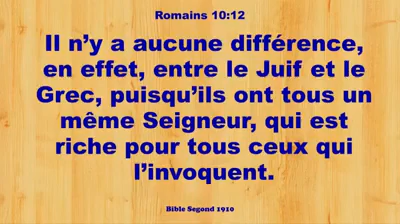 Romains 10:12
Il n’y a aucune différence,
en effet, entre le Juif et le
Grec, puisqu’ils ont tous un
même Seigneur, qui est
riche pour tous ceux qui
l’invoquent.
Bible Segond 1910